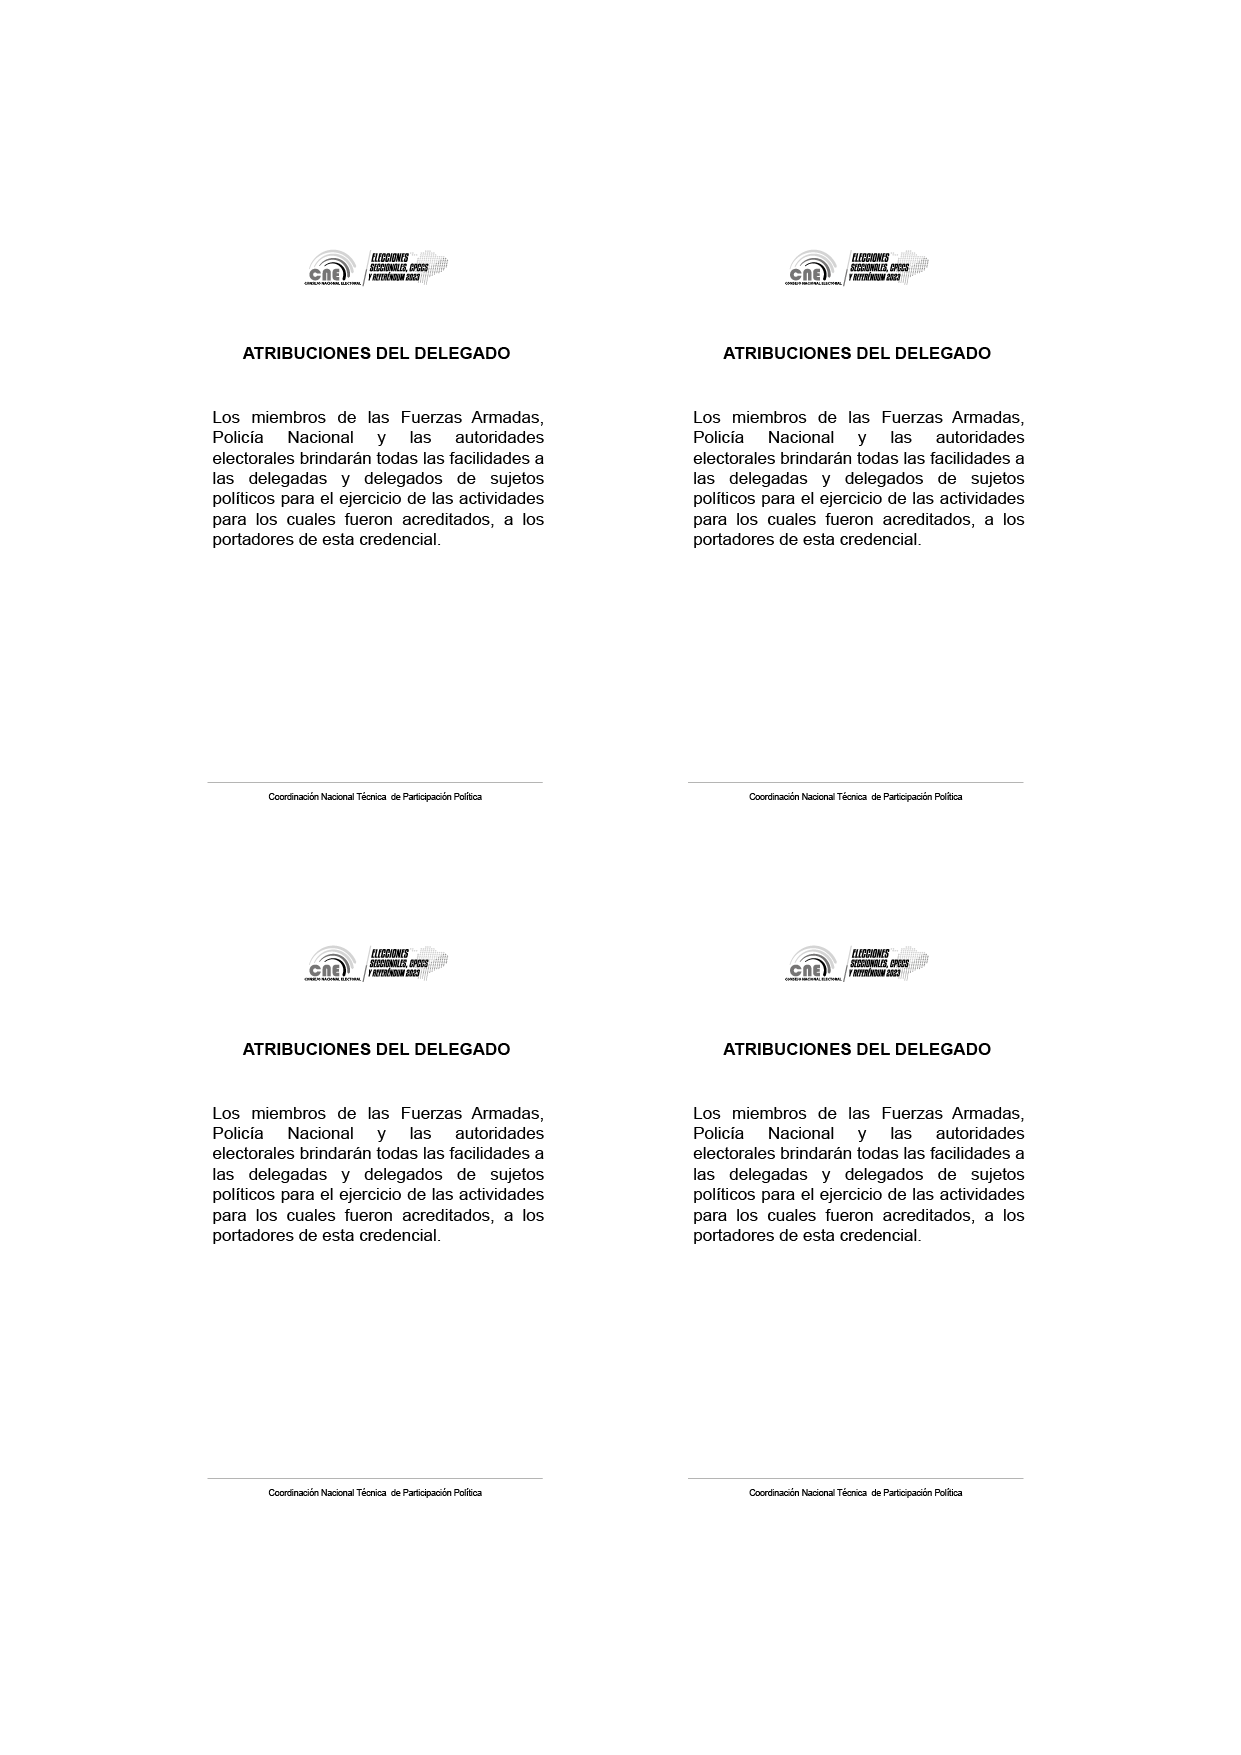 CNE
CONSEJO NACIONAL ELECTORAL
ELECCIONES
SECCIONALES, CPCCS
Y REFERÉNDUM 2023
ATRIBUCIONES DEL DELEGADO
Los miembros de las Fuerzas Armadas,
Policía Nacional y las autoridades
electorales brindarán todas las facilidades a
las delegadas y delegados de sujetos
políticos para el ejercicio de las actividades
para los cuales fueron acreditados, a los
portadores de esta credencial.
Coordinación Nacional Técnica de Participación Política
CNE
CONSEJO NACIONAL ELECTORAL
ELECCIONES
SECCIONALES, CPCCS
Y REFERÉNDUM 2023
ATRIBUCIONES DEL DELEGADO
Los miembros de las Fuerzas Armadas,
Policía Nacional y las autoridades
electorales brindarán todas las facilidades a
las delegadas y delegados de sujetos
políticos para el ejercicio de las actividades
para los cuales fueron acreditados, a los
portadores de esta credencial.
Coordinación Nacional Técnica de Participación Política
CNE
CONSEJO NACIONAL ELECTORAL
ELECCIONES
SECCIONALES, CPCCS
Y REFERÉNDUM 2023
ATRIBUCIONES DEL DELEGADO
Los miembros de las Fuerzas Armadas,
Policía Nacional y las autoridades
electorales brindarán todas las facilidades a
las delegadas y delegados de sujetos
políticos para el ejercicio de las actividades
para los cuales fueron acreditados, a los
portadores de esta credencial.
Coordinación Nacional Técnica de Participación Política
CNE
CONSEJO NACIONAL ELECTORAL
ELECCIONES
SECCIONALES, CPCCS
Y REFERÉNDUM 2023
ATRIBUCIONES DEL DELEGADO
Los miembros de las Fuerzas Armadas,
Policía Nacional y las autoridades
electorales brindarán todas las facilidades a
las delegadas y delegados de sujetos
políticos para el ejercicio de las actividades
para los cuales fueron acreditados, a los
portadores de esta credencial.
Coordinación Nacional Técnica de Participación Política